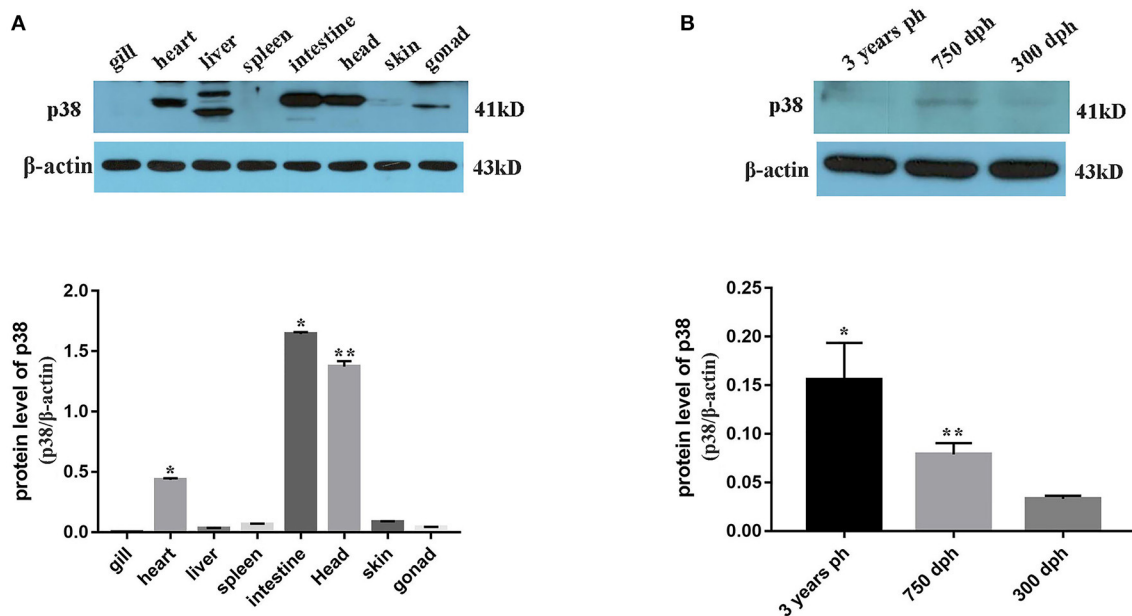 A
gill heart liver spleen intestine head skin gonad
p38 41kD
β-actin 43kD
2.0
1.5
1.0
0.5
0.0
protein level of p38
(p38/β-actin)
* * **
gill heart liver spleen intestine Head skin gonad
B
3 years ph 750 dph 300 dph
p38 41kD
β-actin 43kD
0.25
0.20
0.15
0.10
0.05
0.00
protein level of p38
(p38/β-actin)
* **
3 years ph 750 dph 300 dph